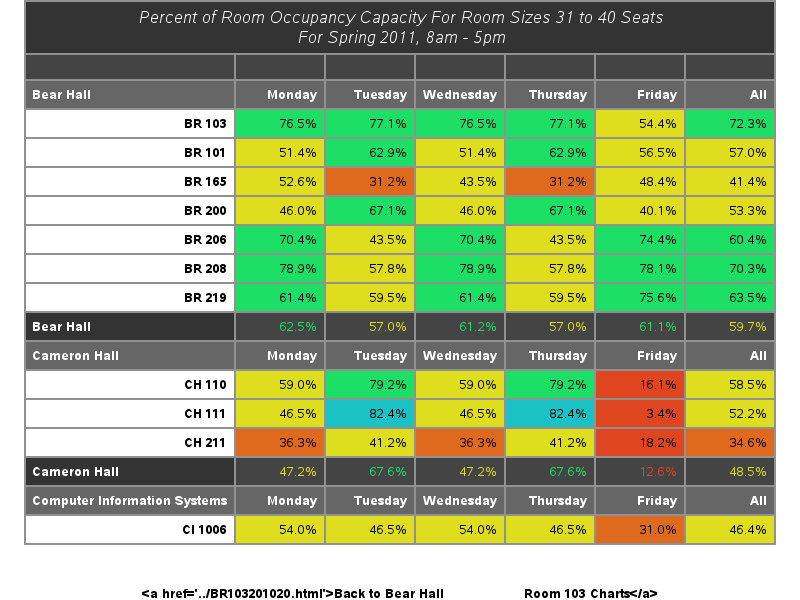 Percent of Room Occupancy Capacity For Room Sizes 31 to 40 Seats
For Spring 2011, 8am - 5pm
Bear Hall Monday Tuesday Wednesday Thursday Friday All
BR 103 76.5% 77.1% 76.5% 77.1% 54.4% 72.3%
BR 101 51.4% 62.9% 51.4% 62.9% 56.5% 57.0%
BR 165 52.6% 31.2% 43.5% 31.2% 48.4% 41.4%
BR 200 46.0% 67.1% 46.0% 67.1% 40.1% 53.3%
BR 206 70.4% 43.5% 70.4% 43.5% 74.4% 60.4%
BR 208 78.9% 57.8% 78.9% 57.8% 78.1% 70.3%
BR 219 61.4% 59.5% 61.4% 59.5% 75.6% 63.5%
Bear Hall 62.5% 57.0% 61.2% 57.0% 61.1% 59.7%
Cameron Hall Monday Tuesday Wednesday Thursday Friday All
CH 110 59.0% 79.2% 59.0% 79.2% 16.1% 58.5%
CH 111 46.5% 82.4% 46.5% 82.4% 3.4% 52.2%
CH 211 36.3% 41.2% 36.3% 41.2% 18.2% 34.6%
Cameron Hall 47.2% 67.6% 47.2% 67.6% 12.6% 48.5%
Computer Information Systems Monday Tuesday Wednesday Thursday Friday All
CI 1006 54.0% 46.5% 54.0% 46.5% 31.0% 46.4%
<a href='../BR103201020.html'>Back to Bear Hall Room 103 Charts</a>